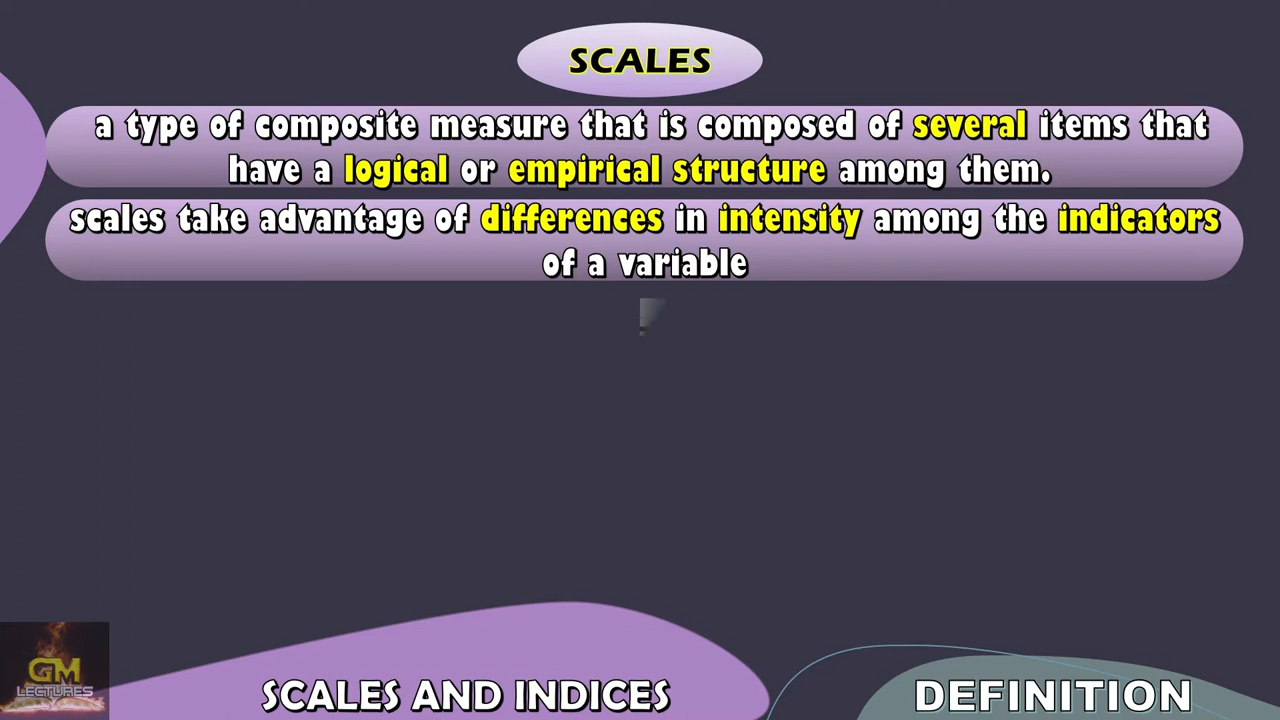 SCALES
a type of composite measure that is composed of several items that
have a logical or empirical structure among them.
scales take advantage of differences in intensity among the indicators
of a variable
GM
LECTURES
SCALES AND INDICES
DEFINITION